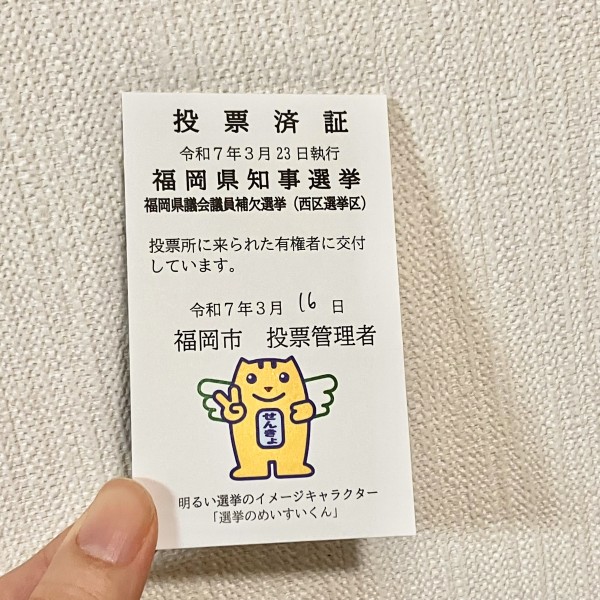 投票済証
令和7年3月23日執行
福岡県知事選挙
福岡県議会議員補欠選挙（西区選挙区）
投票所に来られた有権者に交付
しています。
令和7年3月 16 日
福岡市 投票管理者
せんきょ
明るい選挙のイメージキャラクター
「選挙のめいすいくん」